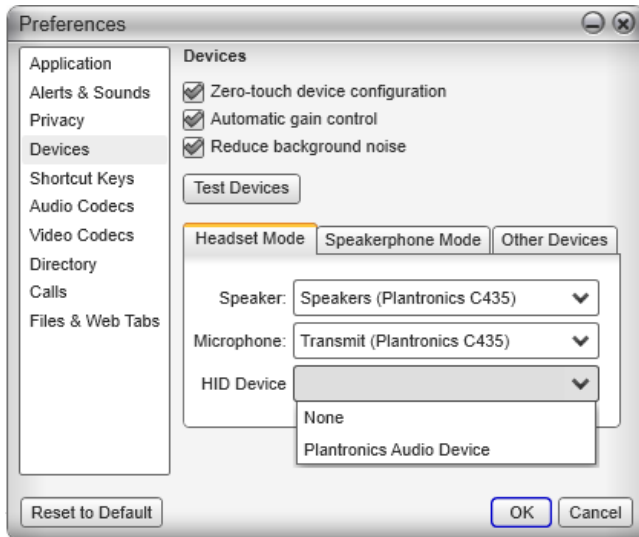 Preferences
Application
Alerts & Sounds
Privacy
Devices
Shortcut Keys
Audio Codecs
Video Codecs
Directory
Calls
Files & Web Tabs
Devices
Zero-touch device configuration
Automatic gain control
Reduce background noise
Test Devices
Headset Mode Speakerphone Mode Other Devices
Speaker: Speakers (Plantronics C435)
Microphone: Transmit (Plantronics C435)
HID Device
None
Plantronics Audio Device
Reset to Default OK Cancel